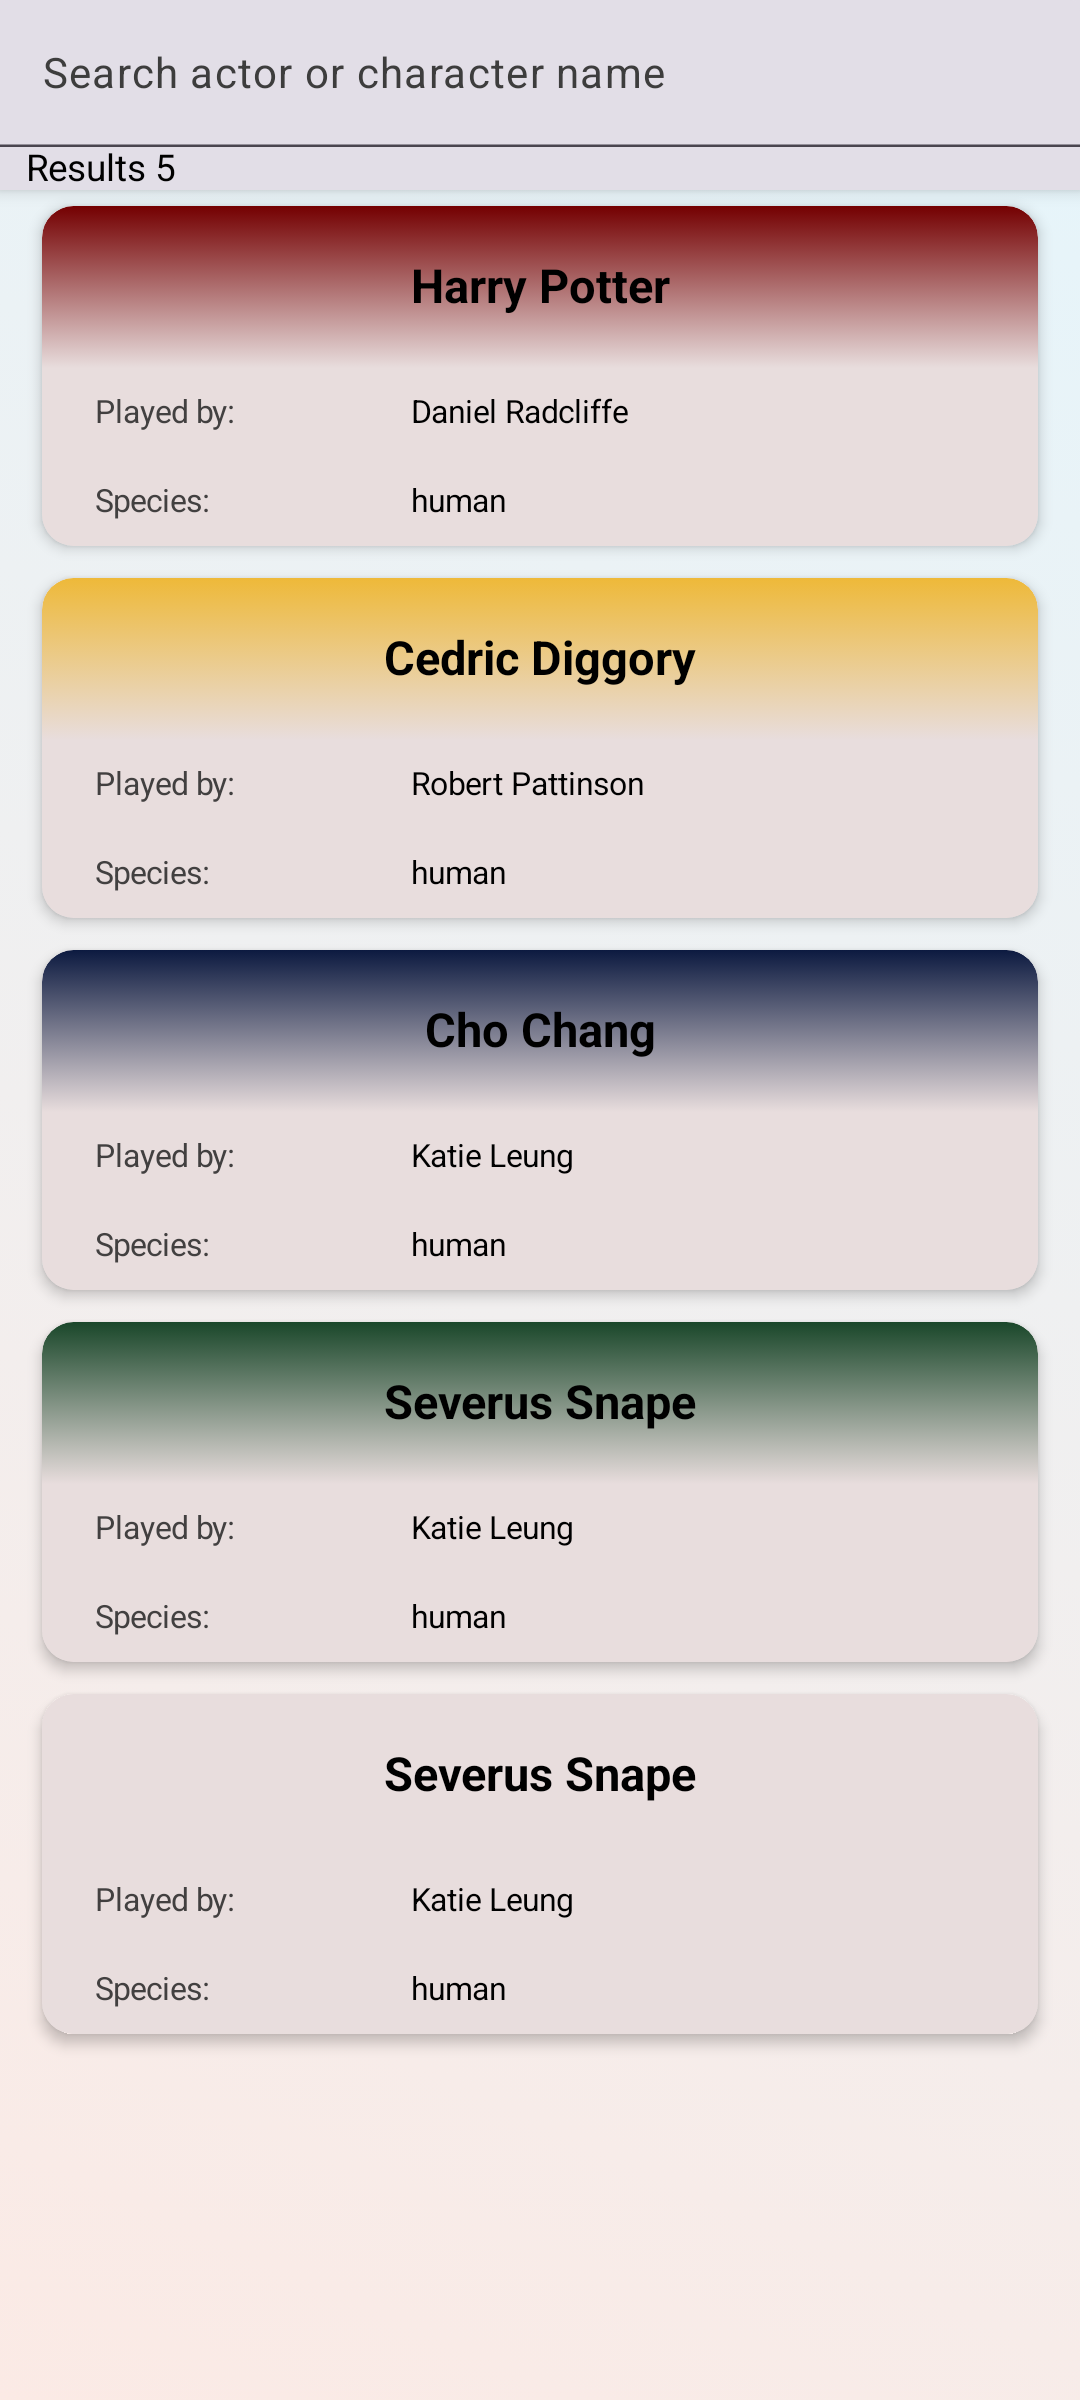 Search actor or character name
Results 5
Harry Potter
Played by: Daniel Radcliffe
Species: human
Cedric Diggory
Played by: Robert Pattinson
Species: human
Cho Chang
Played by: Katie Leung
Species: human
Severus Snape
Played by: Katie Leung
Species: human
Severus Snape
Played by: Katie Leung
Species: human